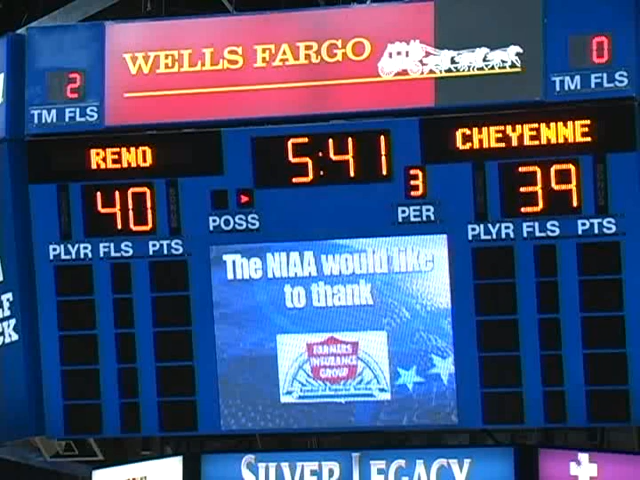 WELLS FARGO
2
0
TM FLS
TM FLS
RENO
5:41
CHEYENNE
40
3
39
POSS
PER
PLYR FLS PTS
PLYR FLS PTS
The NIAA would like
to thank
FARMERS
INSURANCE
GROUP
SILVER LEGACY